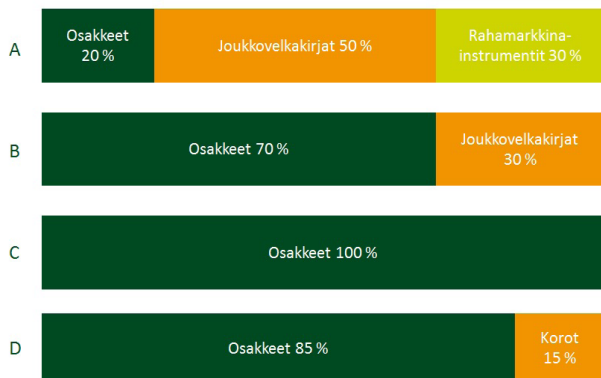 A
Osakkeet
20 %
Joukkovelkakirjat 50 %
Rahamarkkina-
instrumentit 30 %
B
Osakkeet 70 %
Joukkovelkakirjat
30 %
C
Osakkeet 100 %
D
Osakkeet 85 %
Korot
15 %